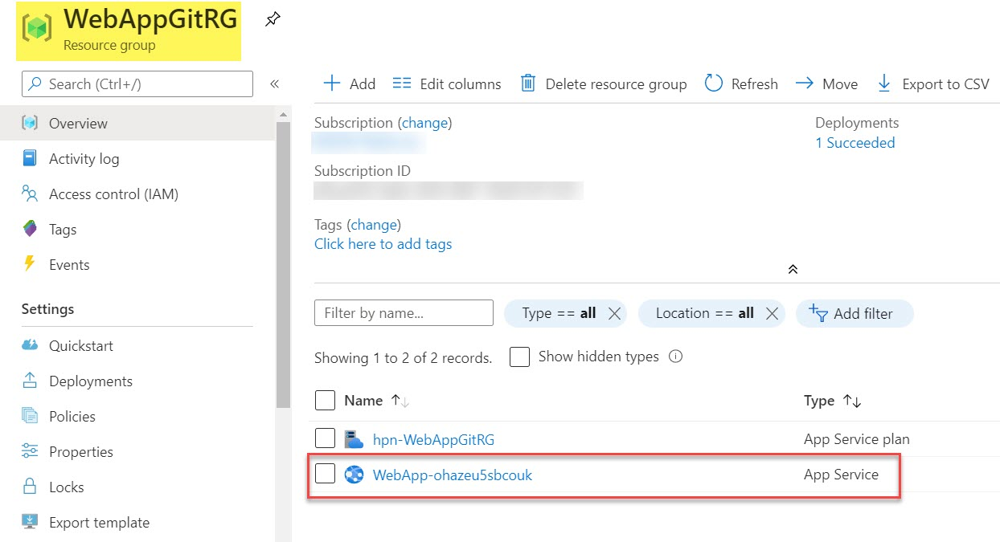 WebAppGitRG
Resource group
Search (Ctrl+/)
Overview
Activity log
Access control (IAM)
Tags
Events
Settings
Quickstart
Deployments
Policies
Properties
Locks
Export template
Add Edit columns Delete resource group Refresh Move Export to CSV
Subscription (change) Deployments
1 Succeeded
Subscription ID
Tags (change)
Click here to add tags
Filter by name... Type == all Location == all Add filter
Showing 1 to 2 of 2 records. Show hidden types
Name Type
hpn-WebAppGitRG App Service plan
WebApp-ohazeu5sbcouk App Service